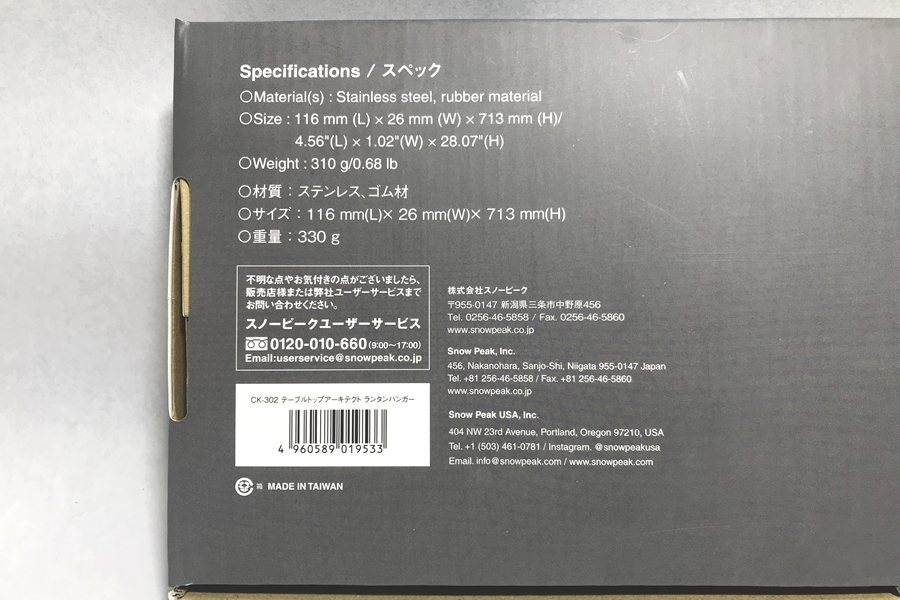 Specifications / スペック
○Material(s) : Stainless steel, rubber material
○Size : 116 mm (L) × 26 mm (W) × 713 mm (H)/
4.56"(L) × 1.02"(W) × 28.07"(H)
○Weight : 310 g/0.68 lb
○材質 : ステンレス、ゴム材
○サイズ : 116 mm(L)× 26 mm(W)× 713 mm(H)
○重量 : 330 g
不明な点やお気付きの点がございましたら、
販売店様または弊社ユーザーサービスまで
お問い合わせください。
スノーピークユーザーサービス
0120-010-660 (9:00〜17:00)
Email:userservice@snowpeak.co.jp
CK-302 テーブルトップアーキテクト ランタンハンガー
4 960589 019533
箱 MADE IN TAIWAN
株式会社スノーピーク
〒955-0147 新潟県三条市中野原456
Tel. 0256-46-5858 / Fax. 0256-46-5860
www.snowpeak.co.jp
Snow Peak, Inc.
456, Nakanohara, Sanjo-Shi, Niigata 955-0147 Japan
Tel. +81 256-46-5858 / Fax. +81 256-46-5860
www.snowpeak.co.jp
Snow Peak USA, Inc.
404 NW 23rd Avenue, Portland, Oregon 97210, USA
Tel. +1 (503) 461-0781 / Instagram. @snowpeakusa
Email. info@snowpeak.com / www.snowpeak.com